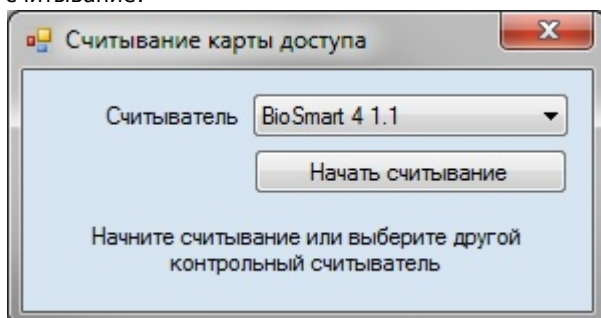 считывание.
Считывание карты доступа
Считыватель BioSmart 4 1.1
Начать считывание
Начните считывание или выберите другой
контрольный считыватель